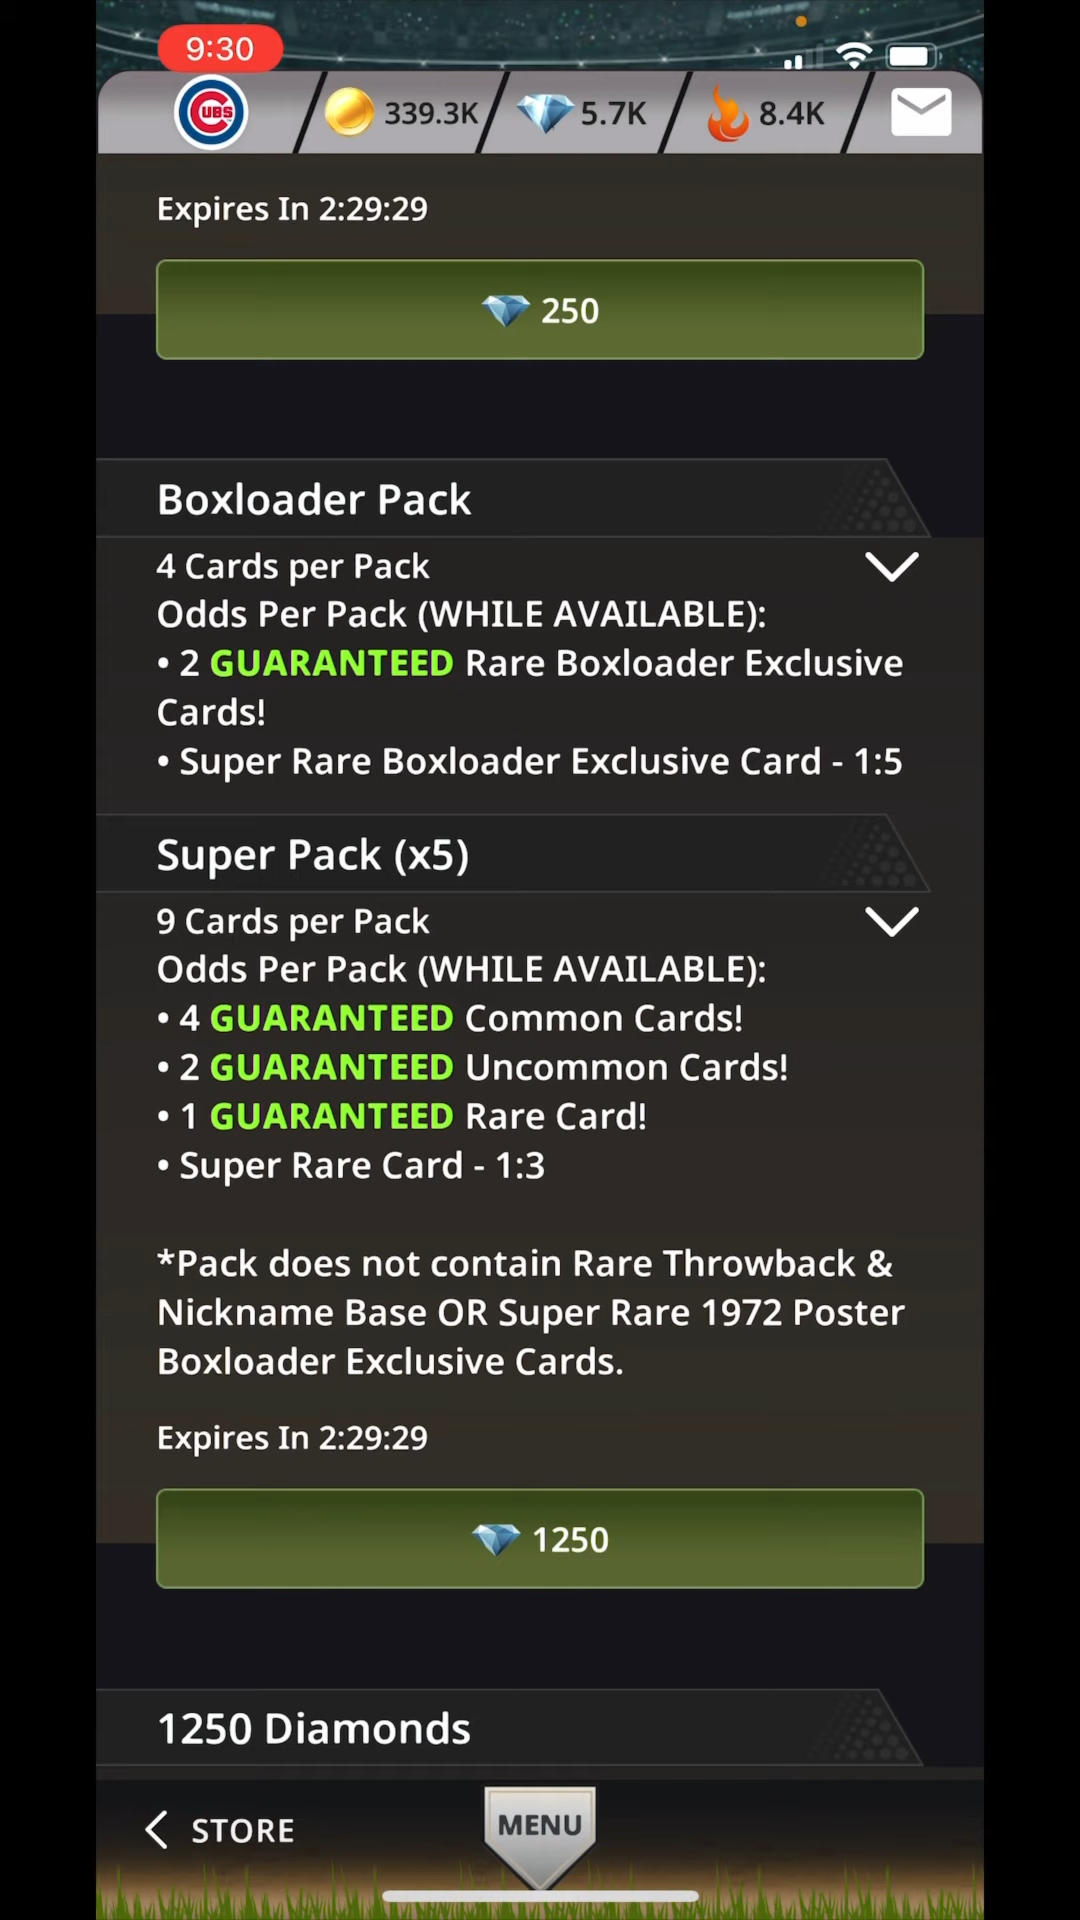 9:30
CUBS
339.3K
5.7K
8.4K
Expires In 2:29:29
250
Boxloader Pack
4 Cards per Pack
Odds Per Pack (WHILE AVAILABLE):
• 2 GUARANTEED Rare Boxloader Exclusive
Cards!
• Super Rare Boxloader Exclusive Card - 1:5
Super Pack (x5)
9 Cards per Pack
Odds Per Pack (WHILE AVAILABLE):
• 4 GUARANTEED Common Cards!
• 2 GUARANTEED Uncommon Cards!
• 1 GUARANTEED Rare Card!
• Super Rare Card - 1:3
*Pack does not contain Rare Throwback &
Nickname Base OR Super Rare 1972 Poster
Boxloader Exclusive Cards.
Expires In 2:29:29
1250
1250 Diamonds
STORE
MENU